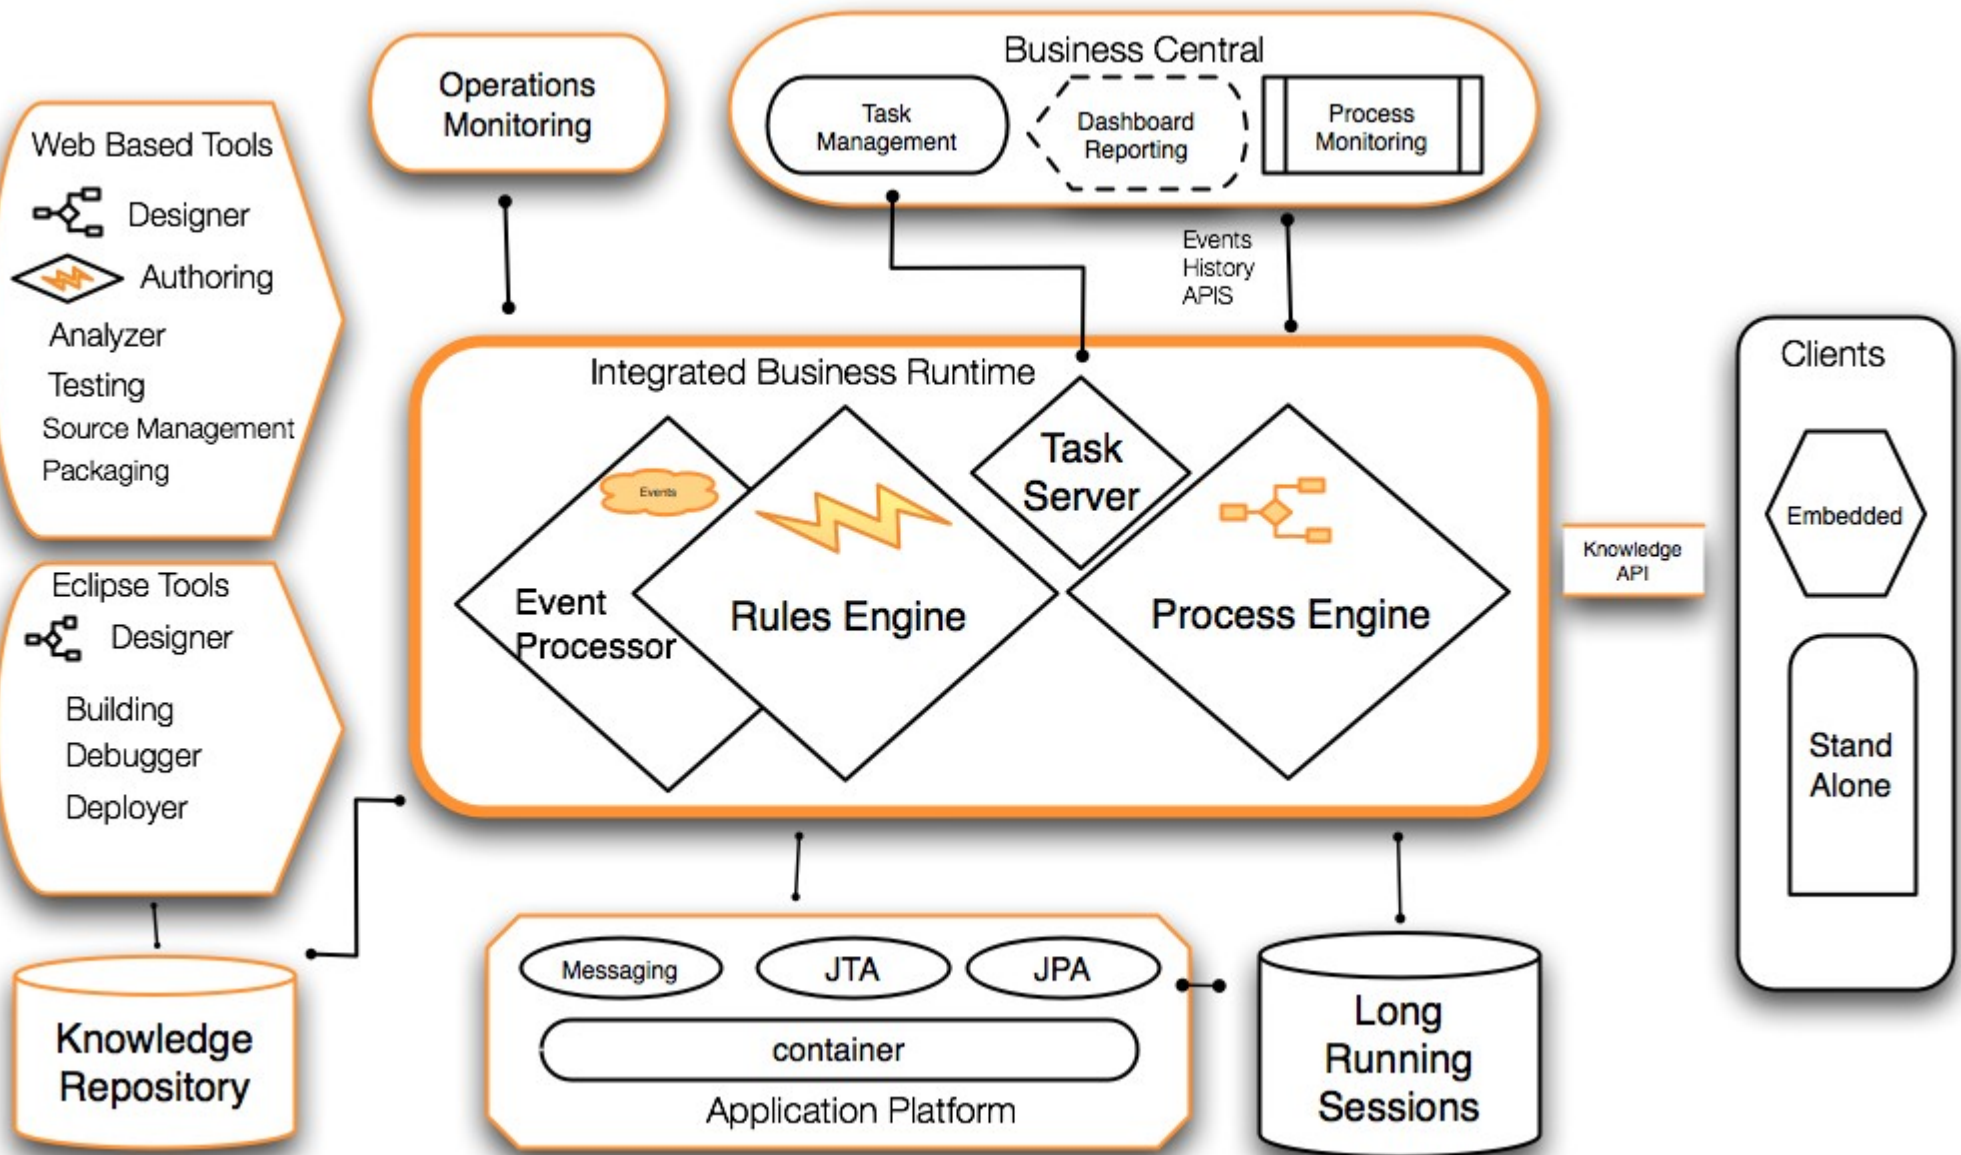 Operations
Monitoring
Business Central
Task
Management
Dashboard
Reporting
Process
Monitoring
Web Based Tools
Designer
Authoring
Analyzer
Testing
Source Management
Packaging
Events
History
APIS
Eclipse Tools
Designer
Building
Debugger
Deployer
Integrated Business Runtime
Events
Event
Processor
Rules Engine
Task
Server
Process Engine
Knowledge
API
Clients
Embedded
Stand
Alone
Knowledge
Repository
Messaging
JTA
JPA
container
Application Platform
Long
Running
Sessions